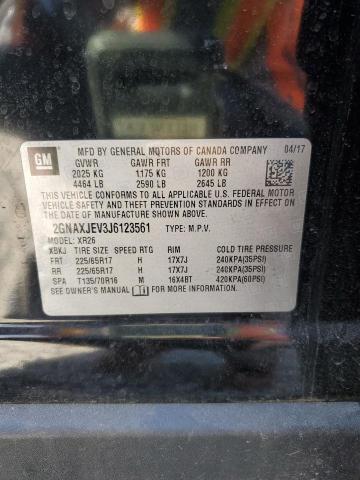 GM
MFD BY GENERAL MOTORS OF CANADA COMPANY 04/17
GVWR GAWR FRT GAWR RR
2025 KG 1175 KG 1200 KG
4464 LB 2590 LB 2645 LB
THIS VEHICLE CONFORMS TO ALL APPLICABLE U.S. FEDERAL MOTOR
VEHICLE SAFETY, BUMPER, AND THEFT PREVENTION STANDARDS IN EFFECT ON THE
DATE OF MANUFACTURE SHOWN ABOVE.
2GNAXJEV3J6123561 TYPE: M.P.V.
MODEL: XR26
XBKJ TIRE SIZE SPEED RTG RIM COLD TIRE PRESSURE
FRT 225/65R17 H 17X7J 240KPA(35PSI)
RR 225/65R17 H 17X7J 240KPA(35PSI)
SPA T135/70R16 M 16X4BT 420KPA(60PSI)
SEE OWNER'S MANUAL FOR MORE INFORMATION